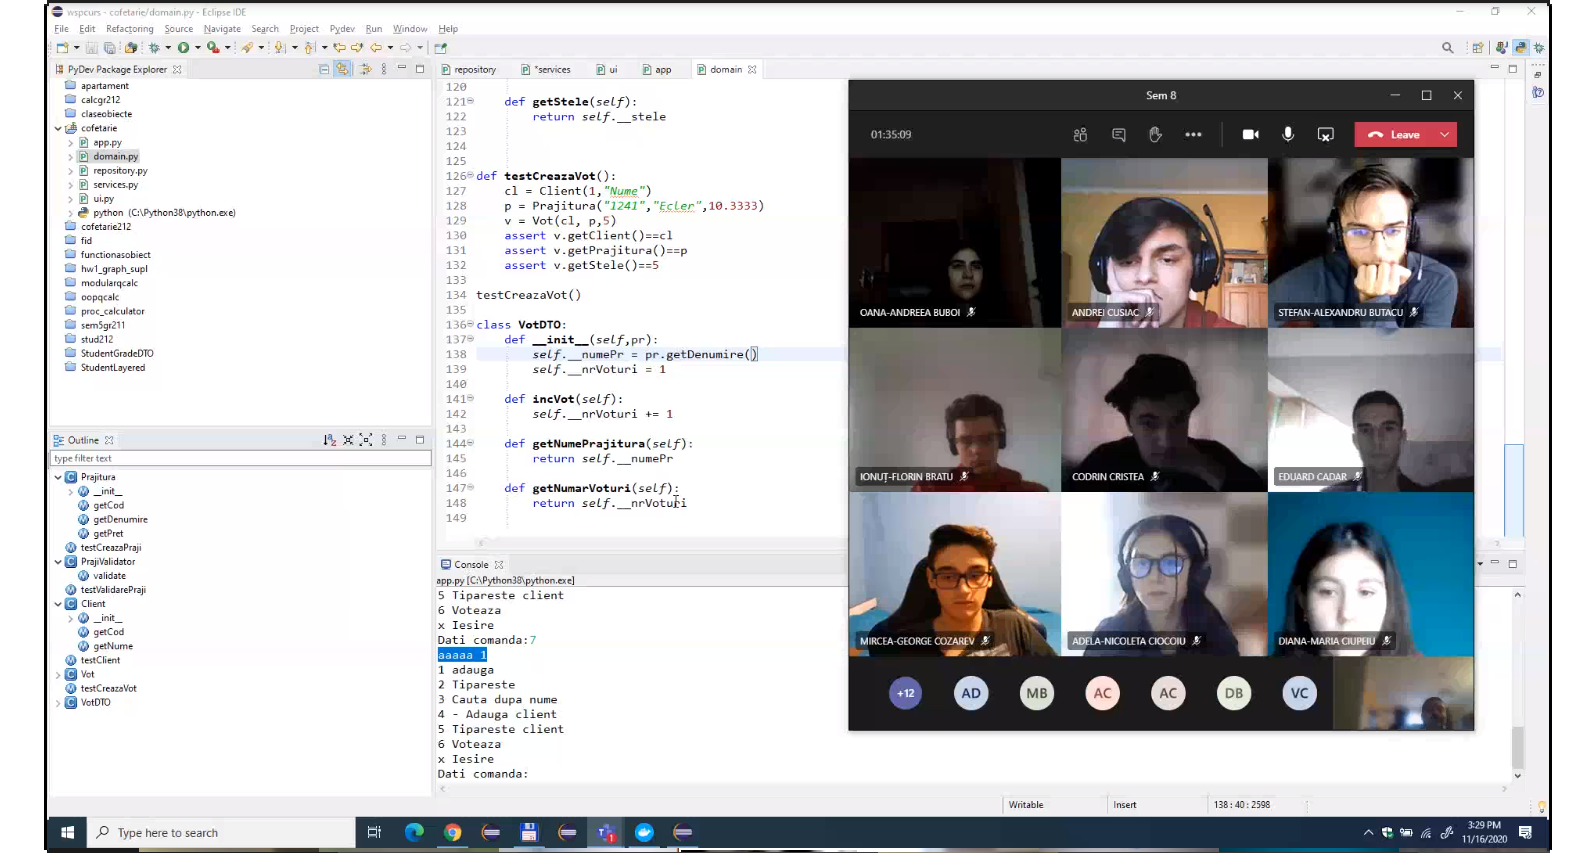 wspcurs - cofetarie/domain.py - Eclipse IDE
File Edit Refactoring Source Navigate Search Project Pydev Run Window Help
PyDev Package Explorer
apartament
calcgr212
claseobiecte
cofetarie
app.py
domain.py
repository.py
services.py
ui.py
python (C:\Python38\python.exe)
cofetarie212
fid
functionasobiect
hw1_graph_supl
modularqcalc
oopqcalc
proc_calculator
sem5gr211
stud212
StudentGradeDTO
StudentLayered
Outline
type filter text
Prajitura
__init__
getCod
getDenumire
getPret
testCreazaPraji
PrajiValidator
validate
testValidarePraji
Client
__init__
getCod
getNume
testClient
Vot
testCreazaVot
VotDTO
repository *services ui app domain
120
121 def getStele(self):
122 return self.__stele
123
124
125
126 def testCreazaVot():
127 cl = Client(1,"Nume")
128 p = Prajitura("1241","Ecler",10.3333)
129 v = Vot(cl, p,5)
130 assert v.getClient()==cl
131 assert v.getPrajitura()==p
132 assert v.getStele()==5
133
134 testCreazaVot()
135
136 class VotDTO:
137 def __init__(self,pr):
138 self.__numePr = pr.getDenumire()
139 self.__nrVoturi = 1
140
141 def incVot(self):
142 self.__nrVoturi += 1
143
144 def getNumePrajitura(self):
145 return self.__numePr
146
147 def getNumarVoturi(self):
148 return self.__nrVoturi
149
Console
app.py [C:\Python38\python.exe]
5 Tipareste client
6 Voteaza
x Iesire
Dati comanda:7
aaaaa 1
1 adauga
2 Tipareste
3 Cauta dupa nume
4 - Adauga client
5 Tipareste client
6 Voteaza
x Iesire
Dati comanda:
Sem 8
01:35:09
Leave
OANA-ANDREEA BUBOI
ANDREI CUSIAC
STEFAN-ALEXANDRU BUTACU
IONUȚ-FLORIN BRATU
CODRIN CRISTEA
EDUARD CADAR
MIRCEA-GEORGE COZAREV
ADELA-NICOLETA CIOCOIU
DIANA-MARIA CIUPEIU
+12 AD MB AC AC DB VC
Writable Insert 138 : 40 : 2598
Type here to search
3:29 PM
11/16/2020